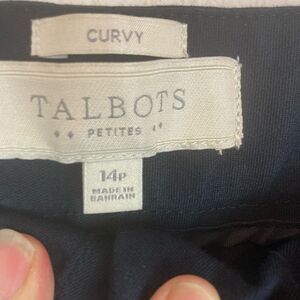 CURVY
TALBOTS
PETITES
14P
MADE IN
BAHRAIN